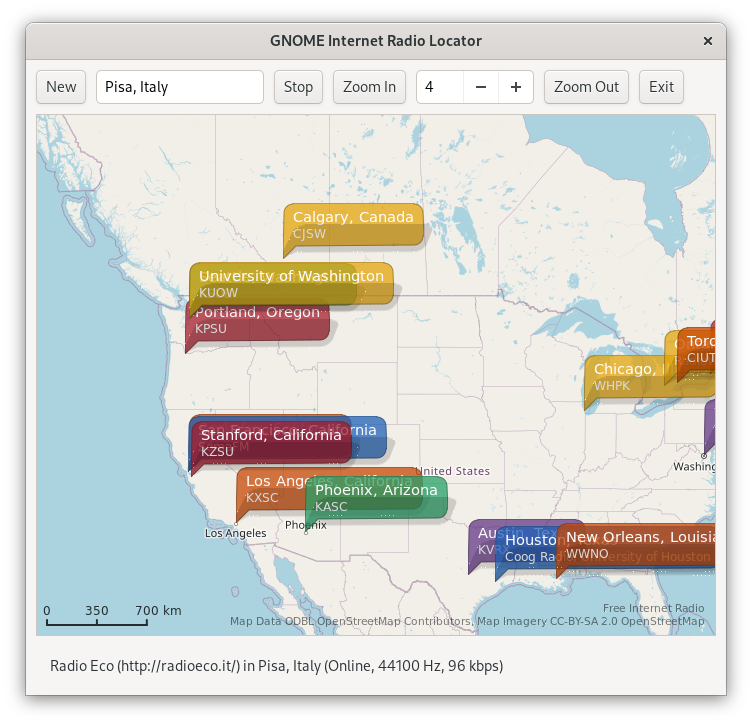 GNOME Internet Radio Locator
New Pisa, Italy Stop Zoom In 4 Zoom Out Exit
Calgary, Canada
CJSW
University of Washington
KUOW
Portland, Oregon
KPSU
Toro
CIUT
Chicago, I
WHPK
San Francisco, California
Stanford, California
KZSU
Los Angeles, California
KXSC
United States
Phoenix, Arizona
KASC
Washing
Los Angeles
Phoenix
Austin, Tex
KVRX
Houston
Coog Radio, University of Houston
New Orleans, Louisia
WWNO
0 350 700 km
Free Internet Radio
Map Data ODBL OpenStreetMap Contributors, Map Imagery CC-BY-SA 2.0 OpenStreetMap
Radio Eco (http://radioeco.it/) in Pisa, Italy (Online, 44100 Hz, 96 kbps)